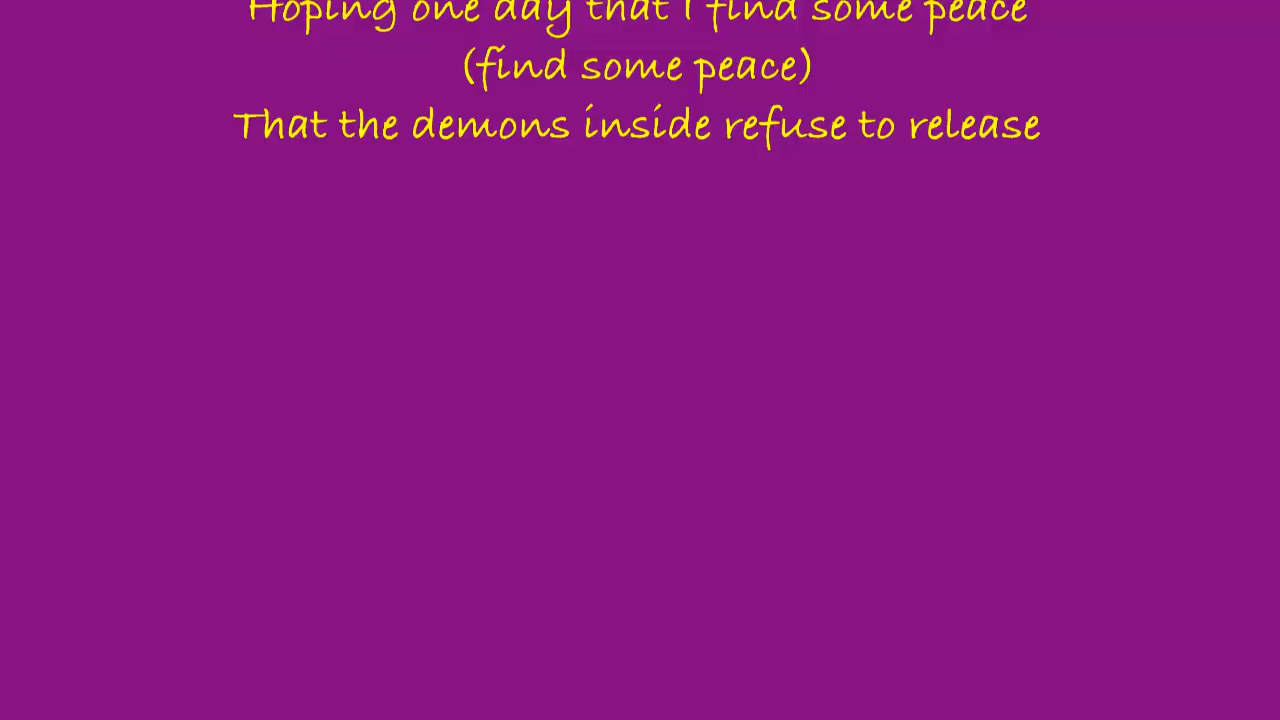 Hoping one day that I find some peace
(find some peace)
That the demons inside refuse to release